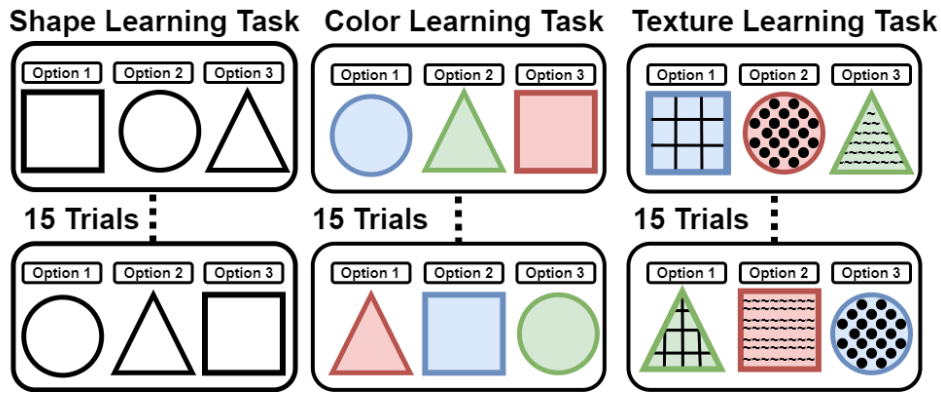 Shape Learning Task
Color Learning Task
Texture Learning Task
Option 1
Option 2
Option 3
Option 1
Option 2
Option 3
Option 1
Option 2
Option 3
15 Trials
15 Trials
15 Trials
Option 1
Option 2
Option 3
Option 1
Option 2
Option 3
Option 1
Option 2
Option 3